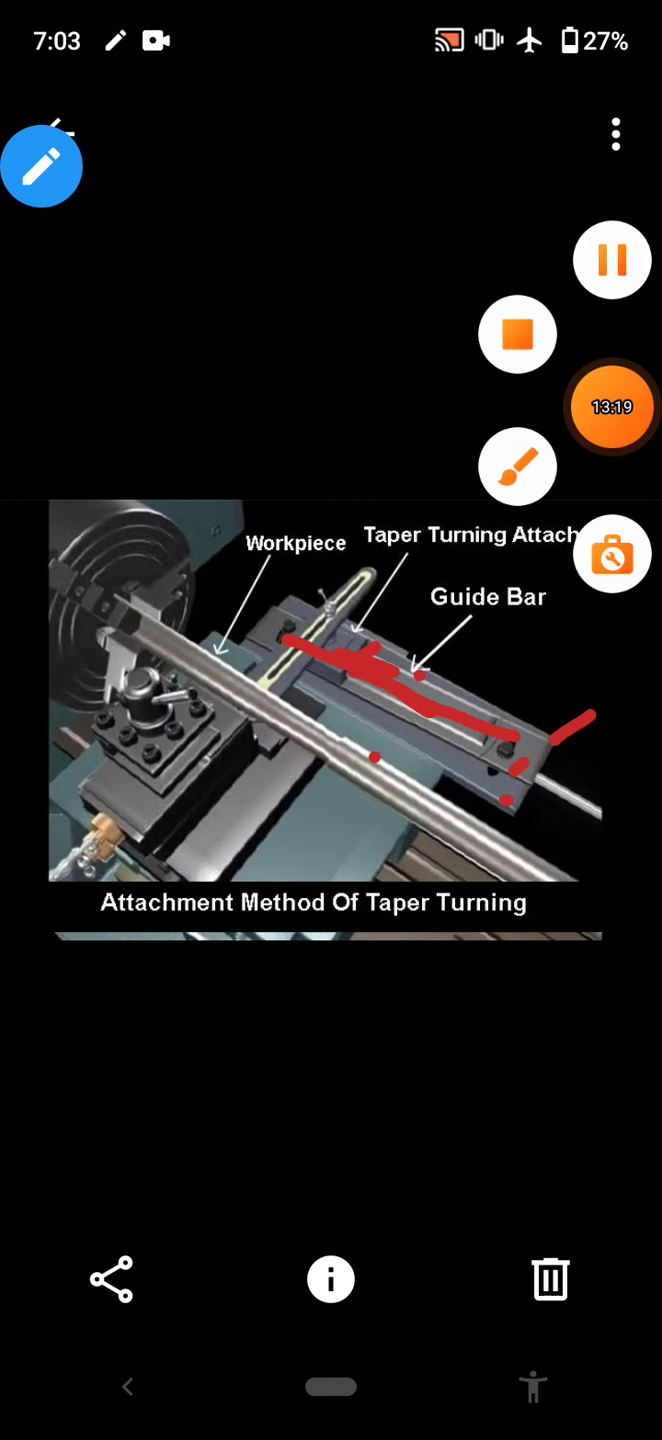 7:03
27%
13:19
Taper Turning Attach
Workpiece
Guide Bar
Attachment Method Of Taper Turning